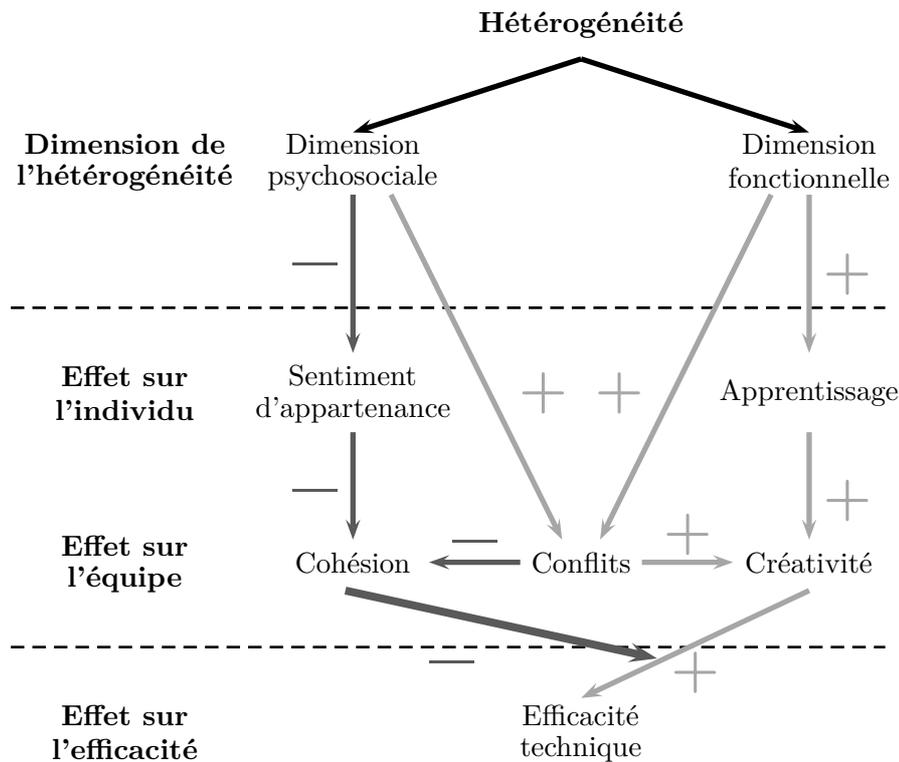 Hétérogénéité
Dimension de
l'hétérogénéité
Dimension
psychosociale
Dimension
fonctionnelle
—
+
Effet sur
l'individu
Sentiment
d'appartenance
+ +
Apprentissage
—
+
Effet sur
l'équipe
Cohésion
—
Conflits
+
Créativité
—
+
Effet sur
l'efficacité
Efficacité
technique